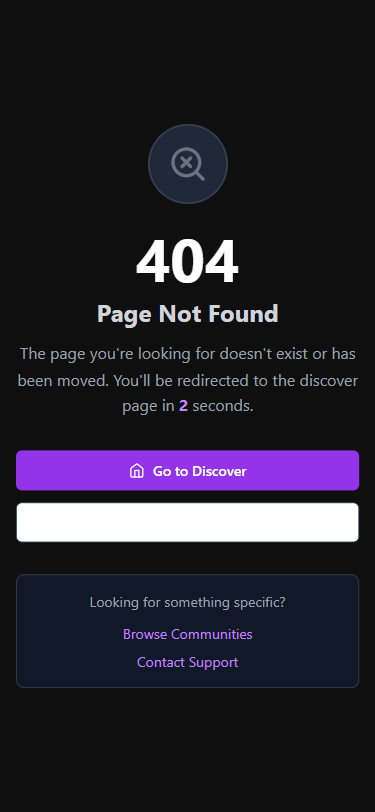 404
Page Not Found
The page you're looking for doesn't exist or has
been moved. You'll be redirected to the discover
page in 2 seconds.
Go to Discover
Looking for something specific?
Browse Communities
Contact Support